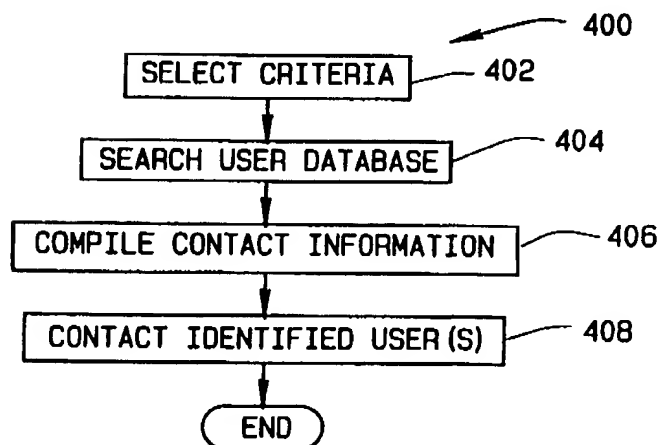 400
SELECT CRITERIA
402
SEARCH USER DATABASE
404
COMPILE CONTACT INFORMATION
406
CONTACT IDENTIFIED USER(S)
408
END